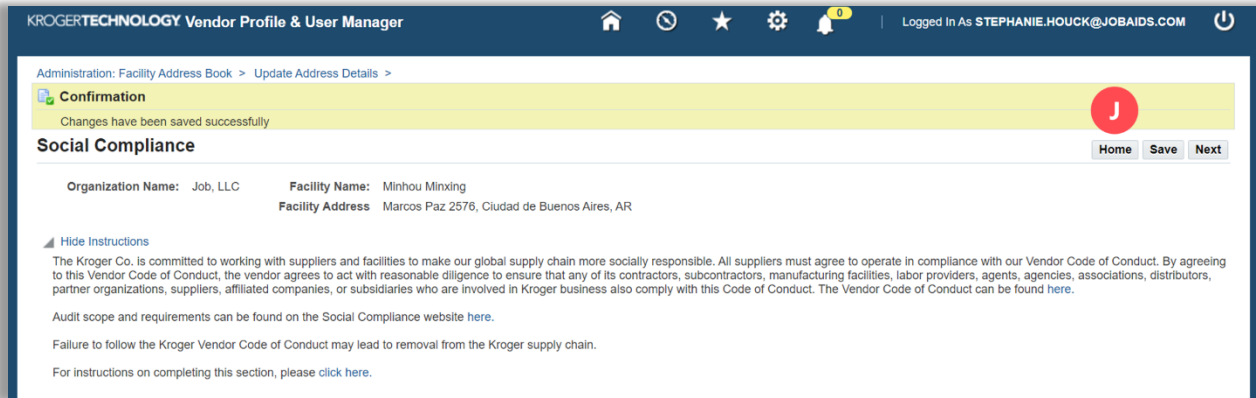 KROGERTECHNOLOGY Vendor Profile & User Manager
0
Logged In As STEPHANIE.HOUCK@JOBAIDS.COM
Administration: Facility Address Book > Update Address Details >
Confirmation
Changes have been saved successfully
J
Social Compliance
Home Save Next
Organization Name: Job, LLC Facility Name: Minhou Minxing
Facility Address Marcos Paz 2576, Ciudad de Buenos Aires, AR
Hide Instructions
The Kroger Co. is committed to working with suppliers and facilities to make our global supply chain more socially responsible. All suppliers must agree to operate in compliance with our Vendor Code of Conduct. By agreeing
to this Vendor Code of Conduct, the vendor agrees to act with reasonable diligence to ensure that any of its contractors, subcontractors, manufacturing facilities, labor providers, agents, agencies, associations, distributors,
partner organizations, suppliers, affiliated companies, or subsidiaries who are involved in Kroger business also comply with this Code of Conduct. The Vendor Code of Conduct can be found here.
Audit scope and requirements can be found on the Social Compliance website here.
Failure to follow the Kroger Vendor Code of Conduct may lead to removal from the Kroger supply chain.
For instructions on completing this section, please click here.